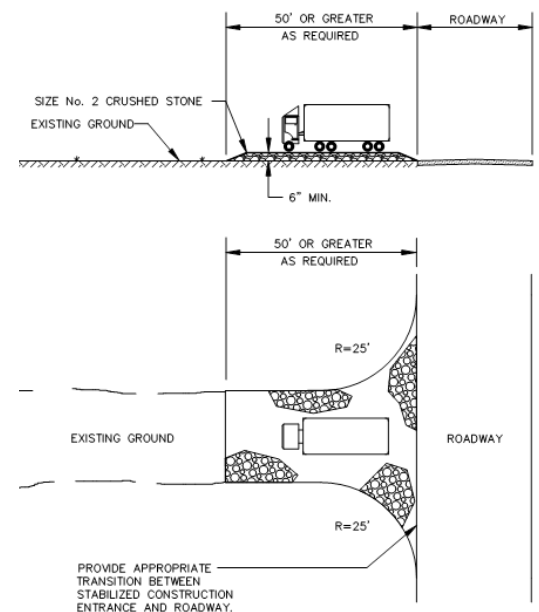 50' OR GREATER
AS REQUIRED
ROADWAY
SIZE No. 2 CRUSHED STONE
EXISTING GROUND
6" MIN.
50' OR GREATER
AS REQUIRED
R=25'
EXISTING GROUND
ROADWAY
R=25'
PROVIDE APPROPRIATE
TRANSITION BETWEEN
STABILIZED CONSTRUCTION
ENTRANCE AND ROADWAY.